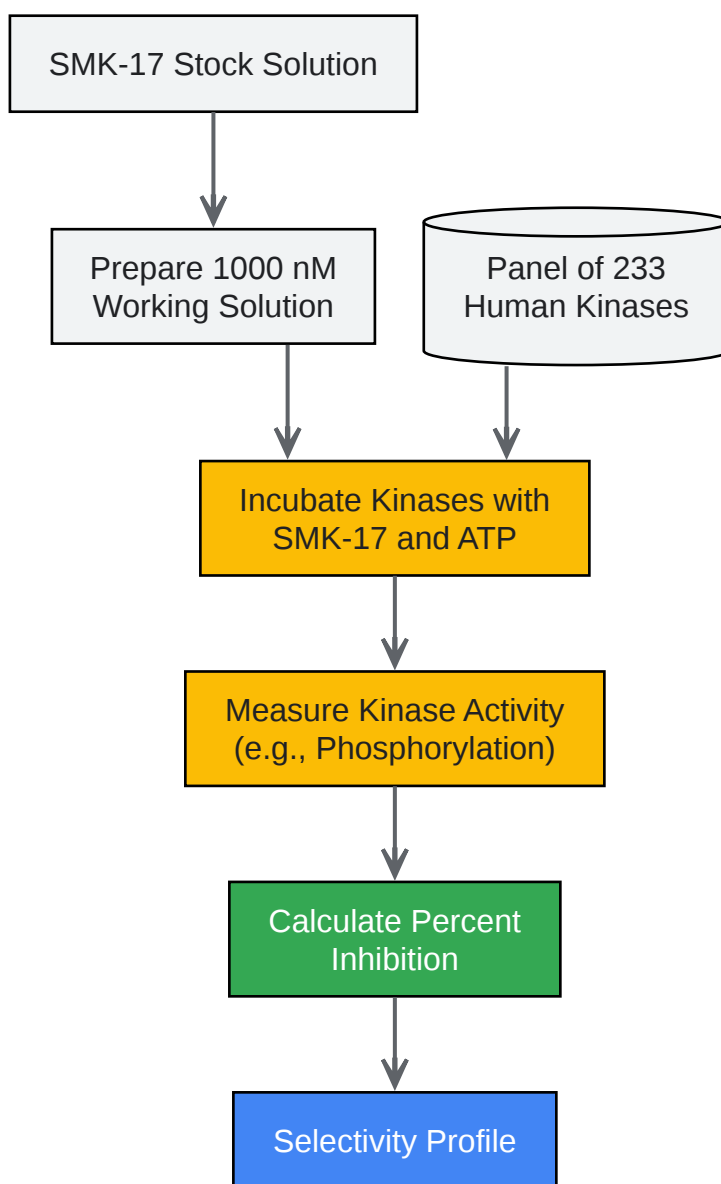 SMK-17 Stock Solution
Prepare 1000 nM
Working Solution
Panel of 233
Human Kinases
Incubate Kinases with
SMK-17 and ATP
Measure Kinase Activity
(e.g., Phosphorylation)
Calculate Percent
Inhibition
Selectivity Profile